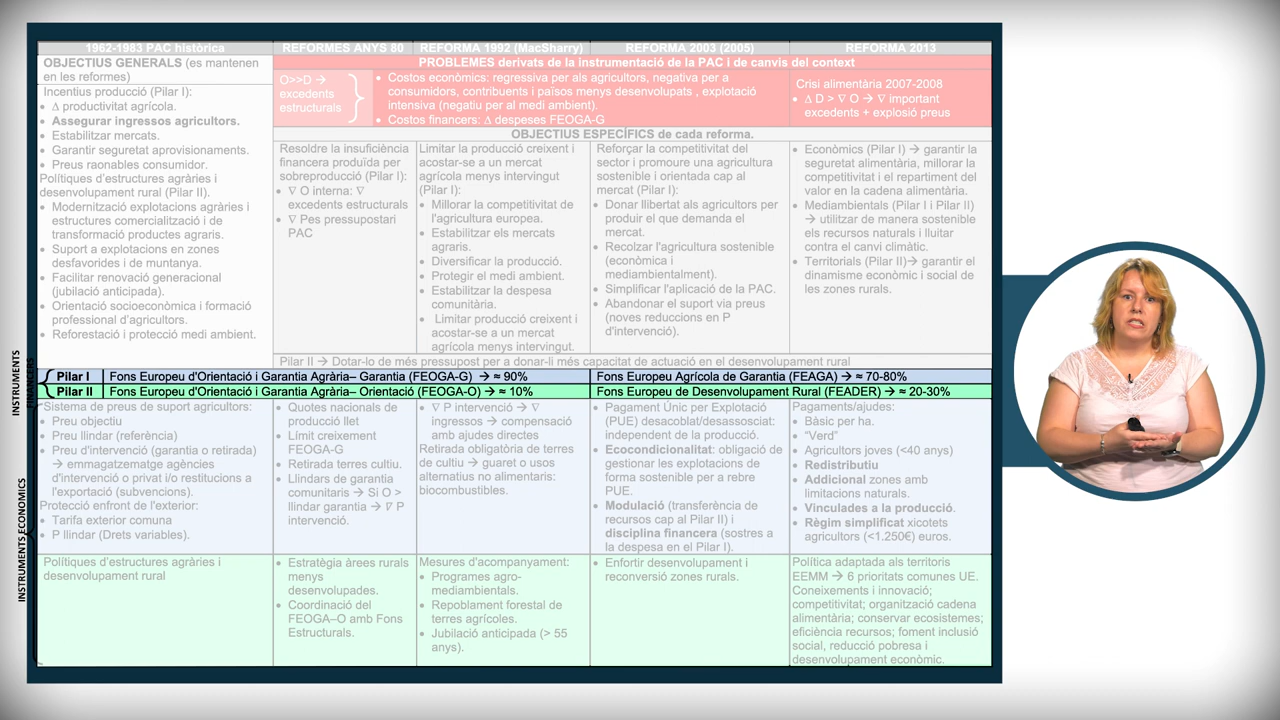 1962-1983 PAC històrica
REFORMES ANYS 80
REFORMA 1992 (MacSharry)
REFORMA 2003 (2005)
REFORMA 2013
OBJECTIUS GENERALS (es mantenen
en les reformes)
PROBLEMES derivats de la instrumentació de la PAC i de canvis del context
O>>D →
excedents
estructurals
• Costos econòmics: regressiva per als agricultors, negativa per a
consumidors, contribuents i països menys desenvolupats , explotació
intensiva (negatiu per al medi ambient).
• Costos financers: Δ despeses FEOGA-G
Crisi alimentària 2007-2008
• Δ D > ∇ O → ∇ important
excedents + explosió preus
Incentius producció (Pilar I):
• Δ productivitat agrícola.
• Assegurar ingressos agricultors.
• Estabilitzar mercats.
• Garantir seguretat aprovisionaments.
• Preus raonables consumidor.
Polítiques d'estructures agràries i
desenvolupament rural (Pilar II).
• Modernització explotacions agràries i
estructures comercialització i de
transformació productes agraris.
• Suport a explotacions en zones
desfavorides i de muntanya.
• Facilitar renovació generacional
(jubilació anticipada).
• Orientació socioeconòmica i formació
professional d'agricultors.
• Reforestació i protecció medi ambient.
OBJECTIUS ESPECÍFICS de cada reforma.
Resoldre la insuficiència
financera produïda per
sobreproducció (Pilar I):
• ∇ O interna: ∇
excedents estructurals
• ∇ Pes pressupostari
PAC
Limitar la producció creixent i
acostar-se a un mercat
agrícola menys intervingut
(Pilar I):
• Millorar la competitivitat de
l'agricultura europea.
• Estabilitzar els mercats
agraris.
• Diversificar la producció.
• Protegir el medi ambient.
• Estabilitzar la despesa
comunitària.
• Limitar producció creixent i
acostar-se a un mercat
agrícola menys intervingut.
Reforçar la competitivitat del
sector i promoure una agricultura
sostenible i orientada cap al
mercat (Pilar I):
• Donar llibertat als agricultors per
produir el que demanda el
mercat.
• Recolzar l'agricultura sostenible
(econòmica i
mediambientalment).
• Simplificar l'aplicació de la PAC.
• Abandonar el suport via preus
(noves reduccions en P
d'intervenció).
• Econòmics (Pilar I) → garantir la
seguretat alimentària, millorar la
competitivitat i el repartiment del
valor en la cadena alimentària.
• Mediambientals (Pilar I i Pilar II)
→ utilitzar de manera sostenible
els recursos naturals i lluitar
contra el canvi climàtic.
• Territorials (Pilar II)→ garantir el
dinamisme econòmic i social de
les zones rurals.
Pilar II → Dotar-lo de més pressupost per a donar-li més capacitat de actuació en el desenvolupament rural
INSTRUMENTS
FINANCERS
Pilar I
Fons Europeu d'Orientació i Garantia Agrària– Garantia (FEOGA-G) → ≈ 90%
Fons Europeu Agrícola de Garantia (FEAGA) → ≈ 70-80%
Pilar II
Fons Europeu d'Orientació i Garantia Agrària– Orientació (FEOGA-O) → ≈ 10%
Fons Europeu de Desenvolupament Rural (FEADER) → ≈ 20-30%
INSTRUMENTS ECONOMICS
Sistema de preus de suport agricultors:
• Preu objectiu
• Preu llindar (referència)
• Preu d'intervenció (garantia o retirada)
→ emmagatzematge agències
d'intervenció o privat i/o restitucions a
l'exportació (subvencions).
Protecció enfront de l'exterior:
• Tarifa exterior comuna
• P llindar (Drets variables).
• Quotes nacionals de
producció llet
• Límit creixement
FEOGA-G
• Retirada terres cultiu.
• Llindars de garantia
comunitaris → Si O >
llindar garantia → ∇ P
intervenció.
• ∇ P intervenció → ∇
ingressos → compensació
amb ajudes directes
Retirada obligatòria de terres
de cultiu → guaret o usos
alternatius no alimentaris:
biocombustibles.
• Pagament Únic per Explotació
(PUE) desacoblat/desassociat:
independent de la producció.
• Ecocondicionalitat: obligació de
gestionar les explotacions de
forma sostenible per a rebre
PUE.
• Modulació (transferència de
recursos cap al Pilar II) i
disciplina financera (sostres a
la despesa en el Pilar I).
Pagaments/ajudes:
• Bàsic per ha.
• “Verd”
• Agricultors joves (<40 anys)
• Redistributiu
• Addicional zones amb
limitacions naturals.
• Vinculades a la producció.
• Règim simplificat xicotets
agricultors (<1.250€) euros.
Polítiques d'estructures agràries i
desenvolupament rural
• Estratègia àrees rurals
menys
desenvolupades.
• Coordinació del
FEOGA–O amb Fons
Estructurals.
Mesures d'acompanyament:
• Programes agro-
mediambientals.
• Repoblament forestal de
terres agrícoles.
• Jubilació anticipada (> 55
anys).
• Enfortir desenvolupament i
reconversió zones rurals.
Política adaptada als territoris
EEMM → 6 prioritats comunes UE.
Coneixements i innovació;
competitivitat; organització cadena
alimentària; conservar ecosistemes;
eficiència recursos; foment inclusió
social, reducció pobresa i
desenvolupament econòmic.